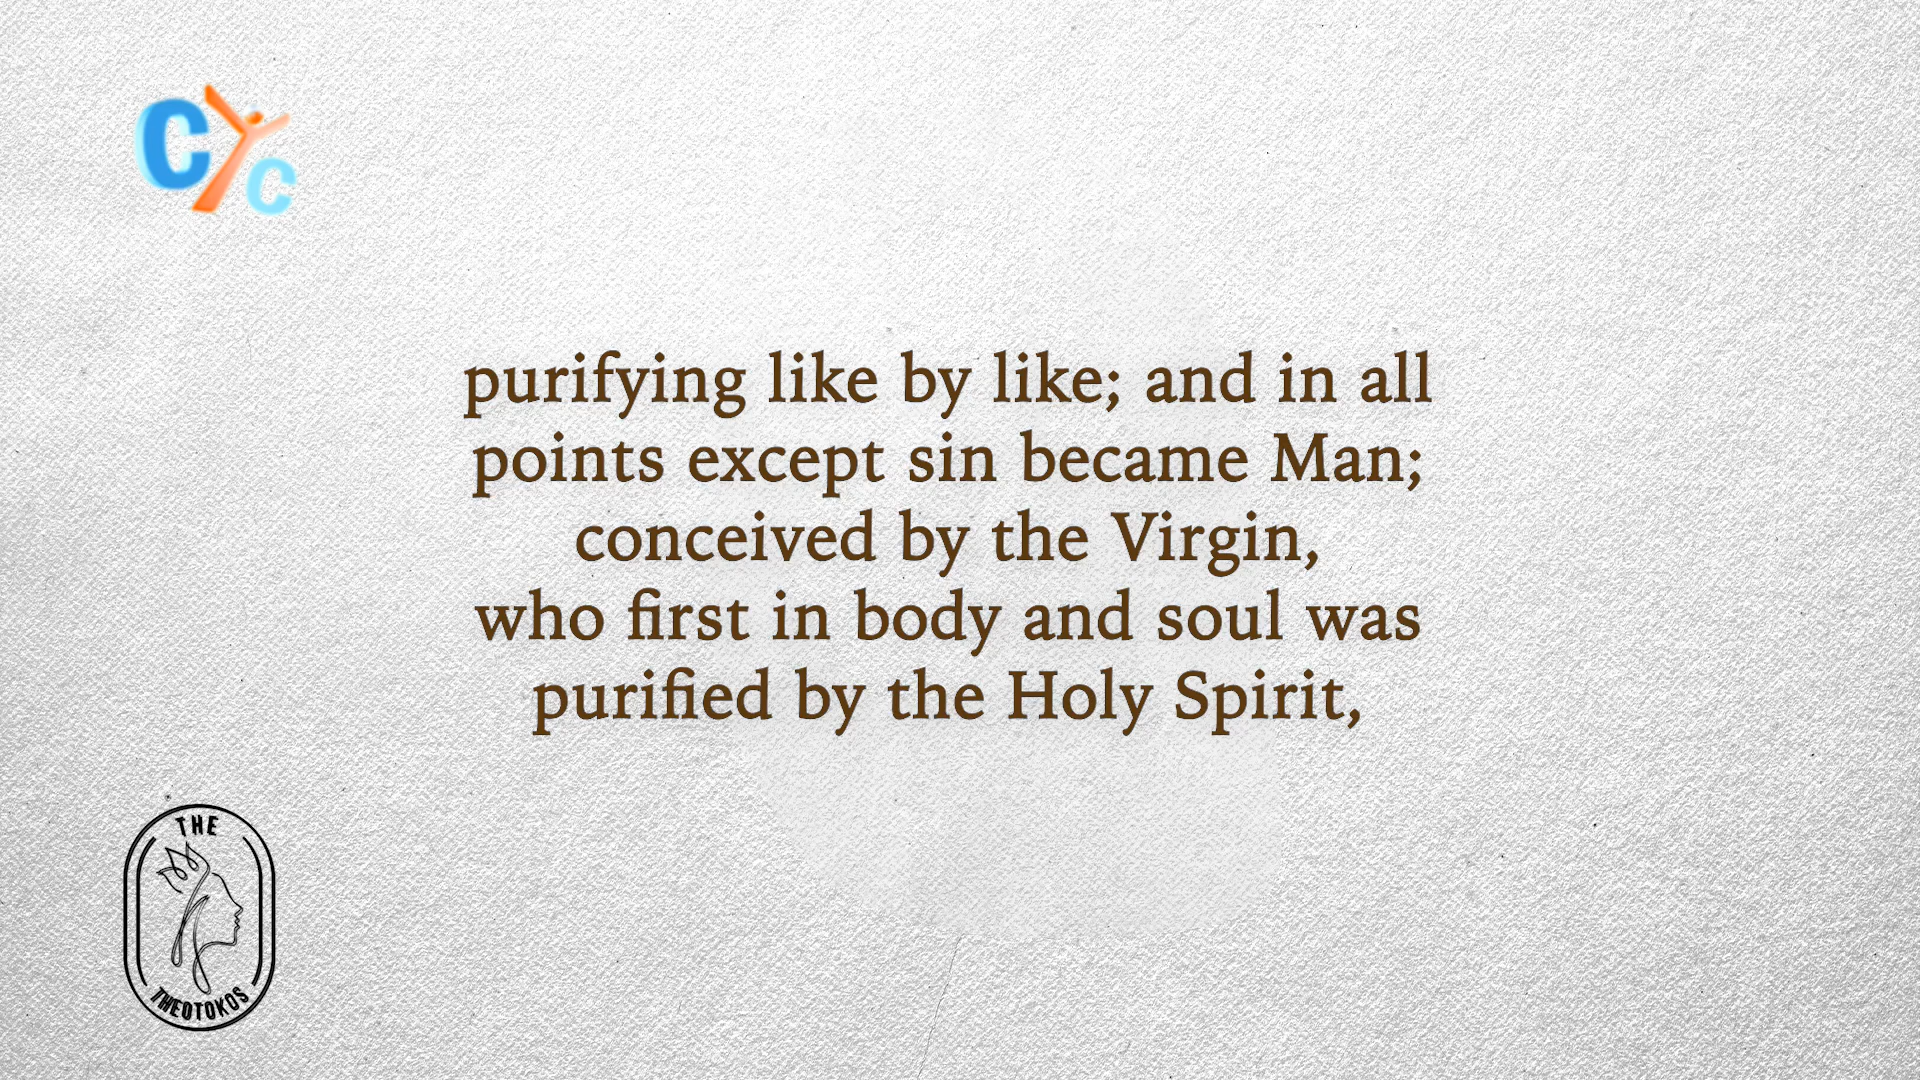 CYC
purifying like by like; and in all
points except sin became Man;
conceived by the Virgin,
who first in body and soul was
purified by the Holy Spirit,
THE
THEOTOKOS